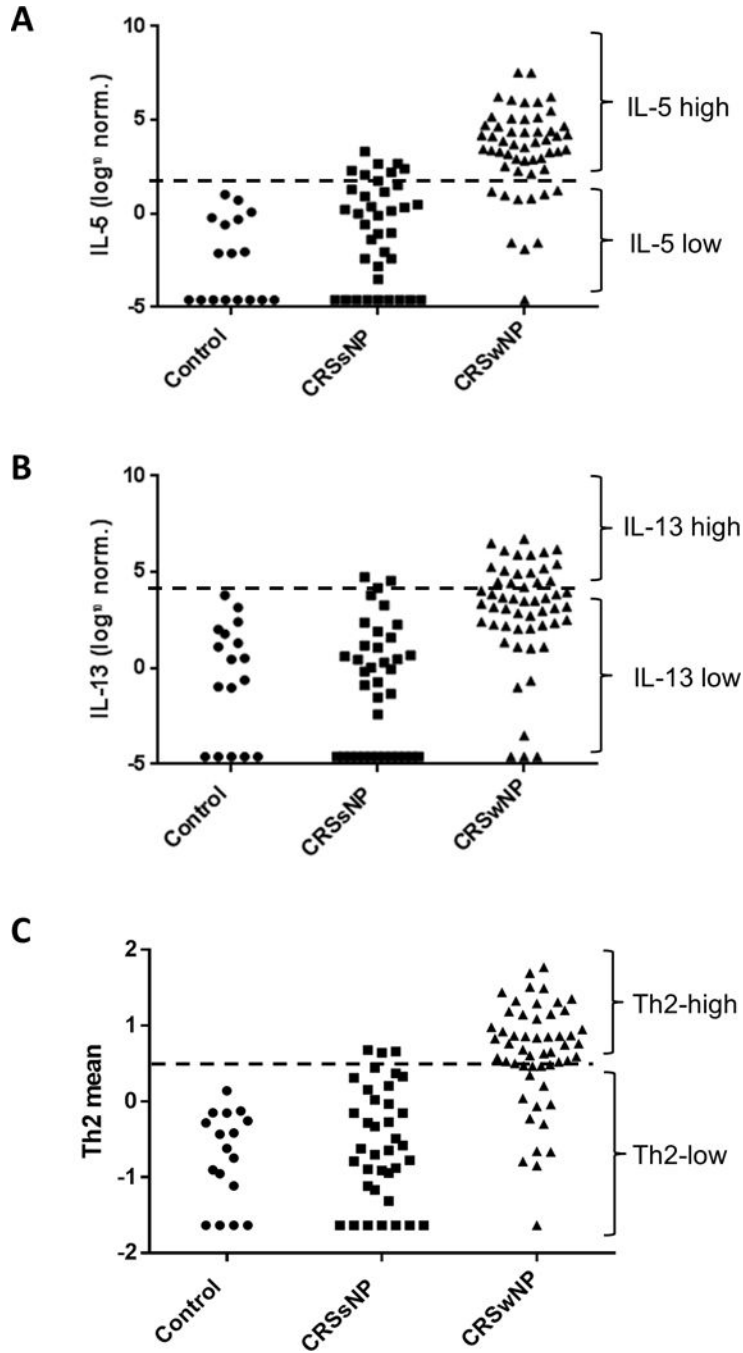 A
10
5
0
-5
IL-5 (logⁿ norm.)
IL-5 high
IL-5 low
Control
CRSsNP
CRSwNP
B
10
5
0
-5
IL-13 (logⁿ norm.)
IL-13 high
IL-13 low
Control
CRSsNP
CRSwNP
C
2
1
0
-1
-2
Th2 mean
Th2-high
Th2-low
Control
CRSsNP
CRSwNP